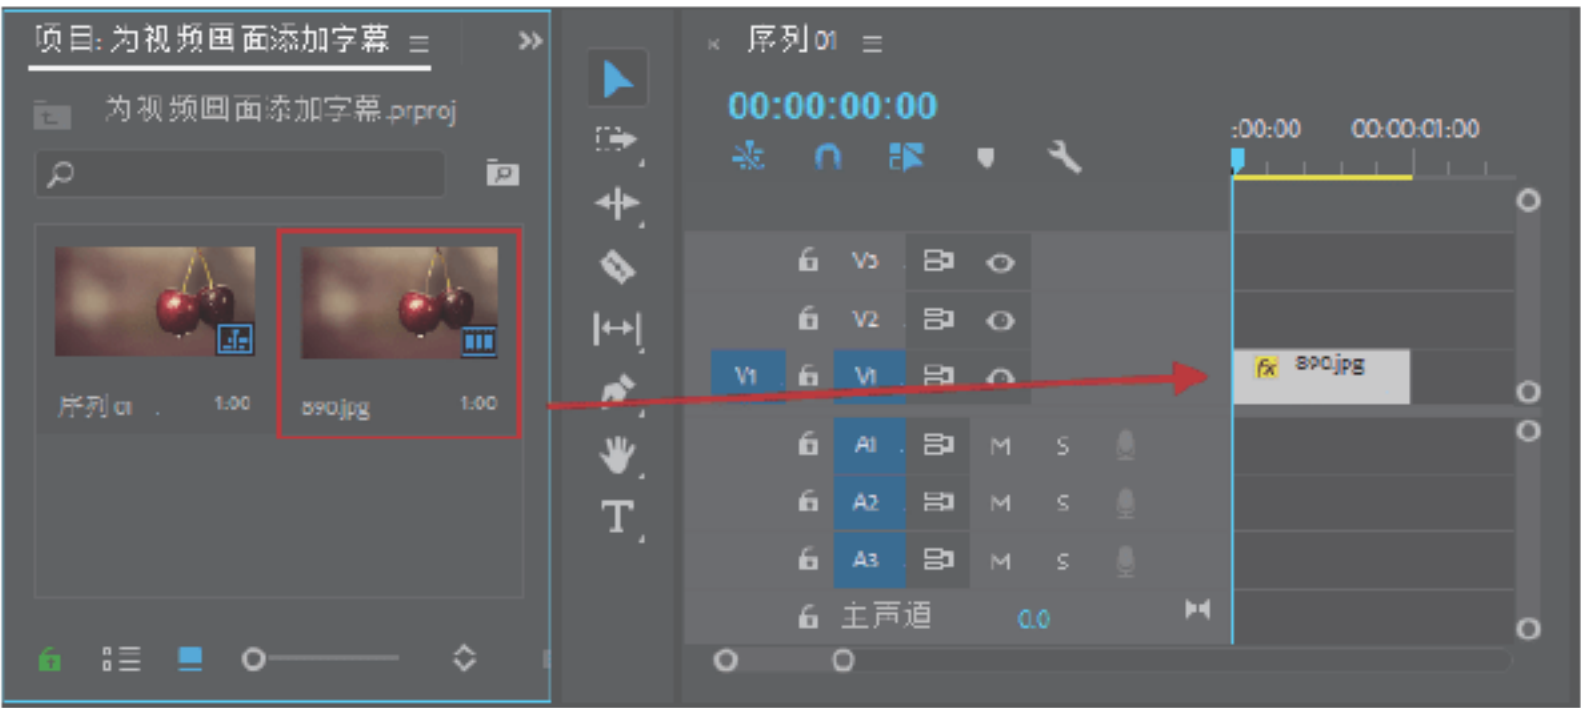 项目: 为视频画面添加字幕
为视频画面添加字幕.prproj
序列 01 1:00
890.jpg 1:00
T
序列 01
00:00:00:00
:00:00 00:00:01:00
V3
V2
V1 V1
fx 890.jpg
A1 M S
A2 M S
A3 M S
主声道 0.0